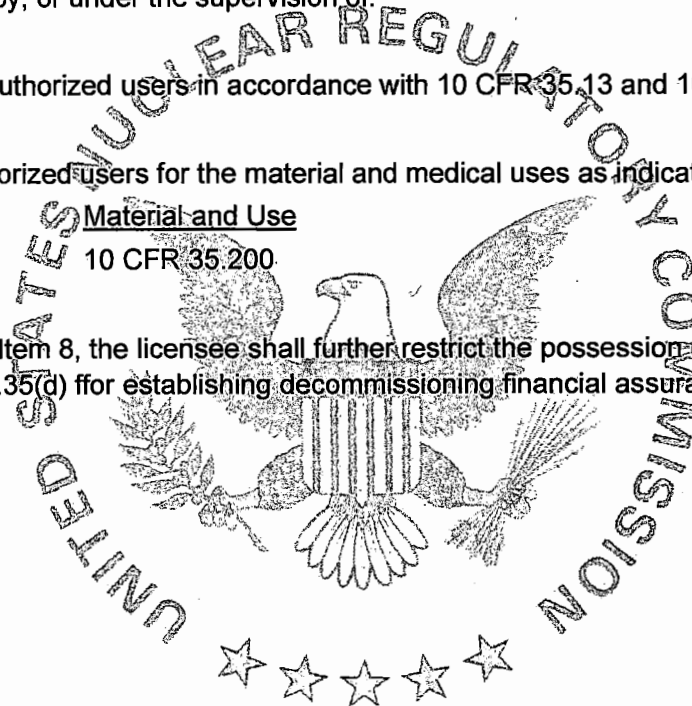 by, or under the supervision of:
uthorized users in accordance with 10 CFR 35.13 and 1
orized users for the material and medical uses as indicat
Material and Use
10 CFR 35.200
Item 8, the licensee shall further restrict the possession
.35(d) ffor establishing decommissioning financial assura
UNITED STATES NUCLEAR REGULATORY COMMISSION